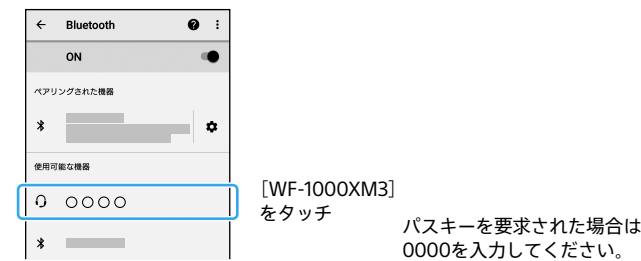 Bluetooth
ON
ペアリングされた機器
使用可能な機器
○○○○
[WF-1000XM3]
をタッチ
パスキーを要求された場合は
0000を入力してください。